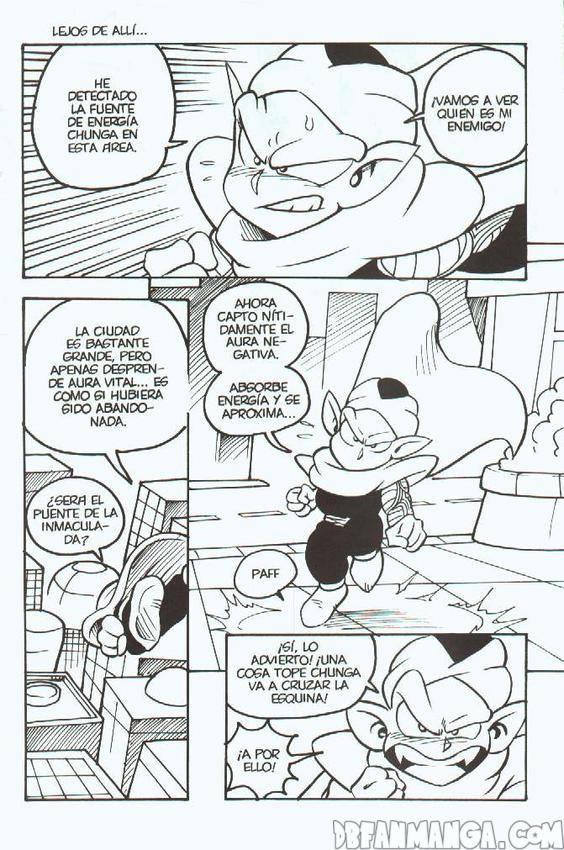 LEJOS DE ALLÍ...
HE
DETECTADO
LA FUENTE
DE ENERGÍA
CHUNGA EN
ESTA ÁREA.
¡VAMOS A VER
QUIÉN ES MI
ENEMIGO!
LA CIUDAD
ES BASTANTE
GRANDE, PERO
APENAS DESPREN-
DE AURA VITAL... ES
COMO SI HUBIERA
SIDO ABANDO-
NADA.
¿SERÁ EL
PUENTE DE LA
INMACULA-
DA?
AHORA
CAPTO NÍTI-
DAMENTE EL
AURA NE-
GATIVA.
ABSORBE
ENERGÍA Y SE
APROXIMA...
PAFF
¡SÍ, LO
ADVIERTO! ¡UNA
COSA TOPE CHUNGA
VA A CRUZAR LA
ESQUINA!
¡A POR
ELLO!
DBFANMANGA.COM